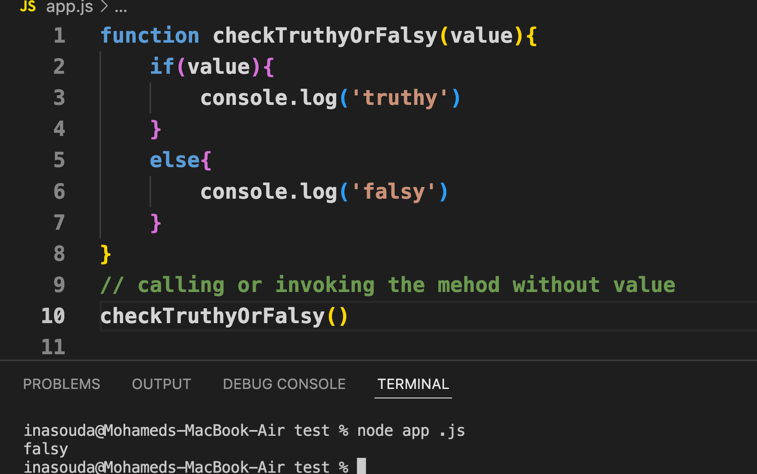 JS app.js > ...
1 function checkTruthyOrFalsy(value){
2 if(value){
3 console.log('truthy')
4 }
5 else{
6 console.log('falsy')
7 }
8 }
9 // calling or invoking the mehod without value
10 checkTruthyOrFalsy()
11
PROBLEMS OUTPUT DEBUG CONSOLE TERMINAL
inasouda@Mohameds-MacBook-Air test % node app .js
falsy
inasouda@Mohameds-MacBook-Air test %